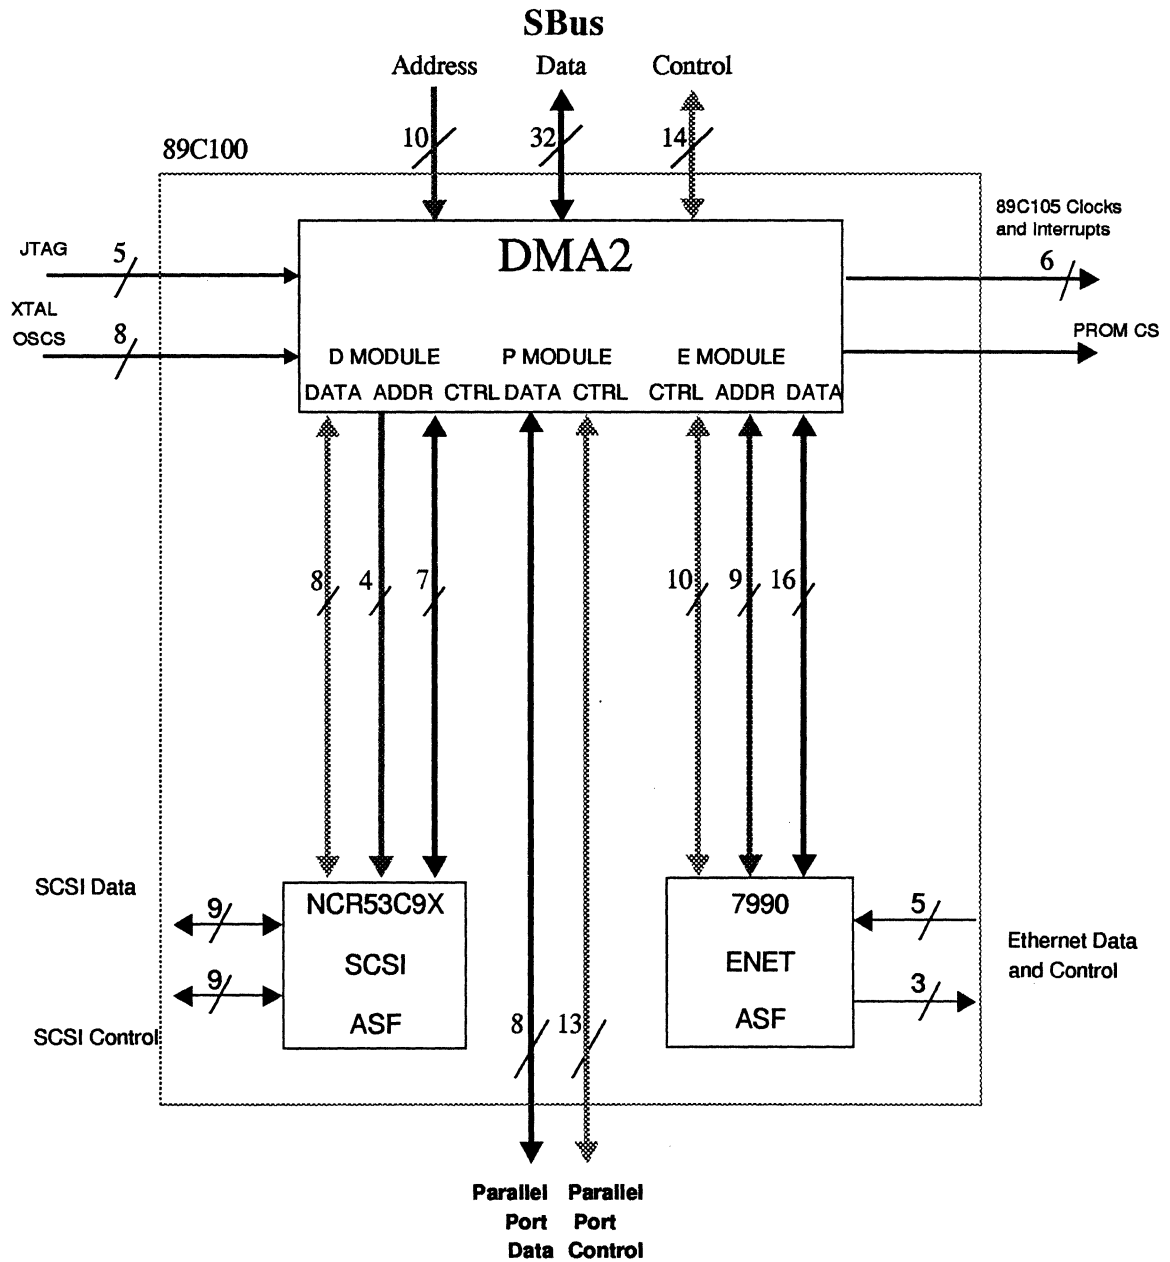 SBus
Address Data Control
10 32 14
89C100
89C105 Clocks
and Interrupts
DMA2
JTAG 5
6
XTAL
OSCS 8
PROM CS
D MODULE P MODULE E MODULE
DATA ADDR CTRL DATA CTRL CTRL ADDR DATA
8 4 7 10 9 16
SCSI Data
NCR53C9X
SCSI
ASF
9
9
SCSI Control
7990
ENET
ASF
5
3
Ethernet Data
and Control
8 13
Parallel Parallel
Port Port
Data Control